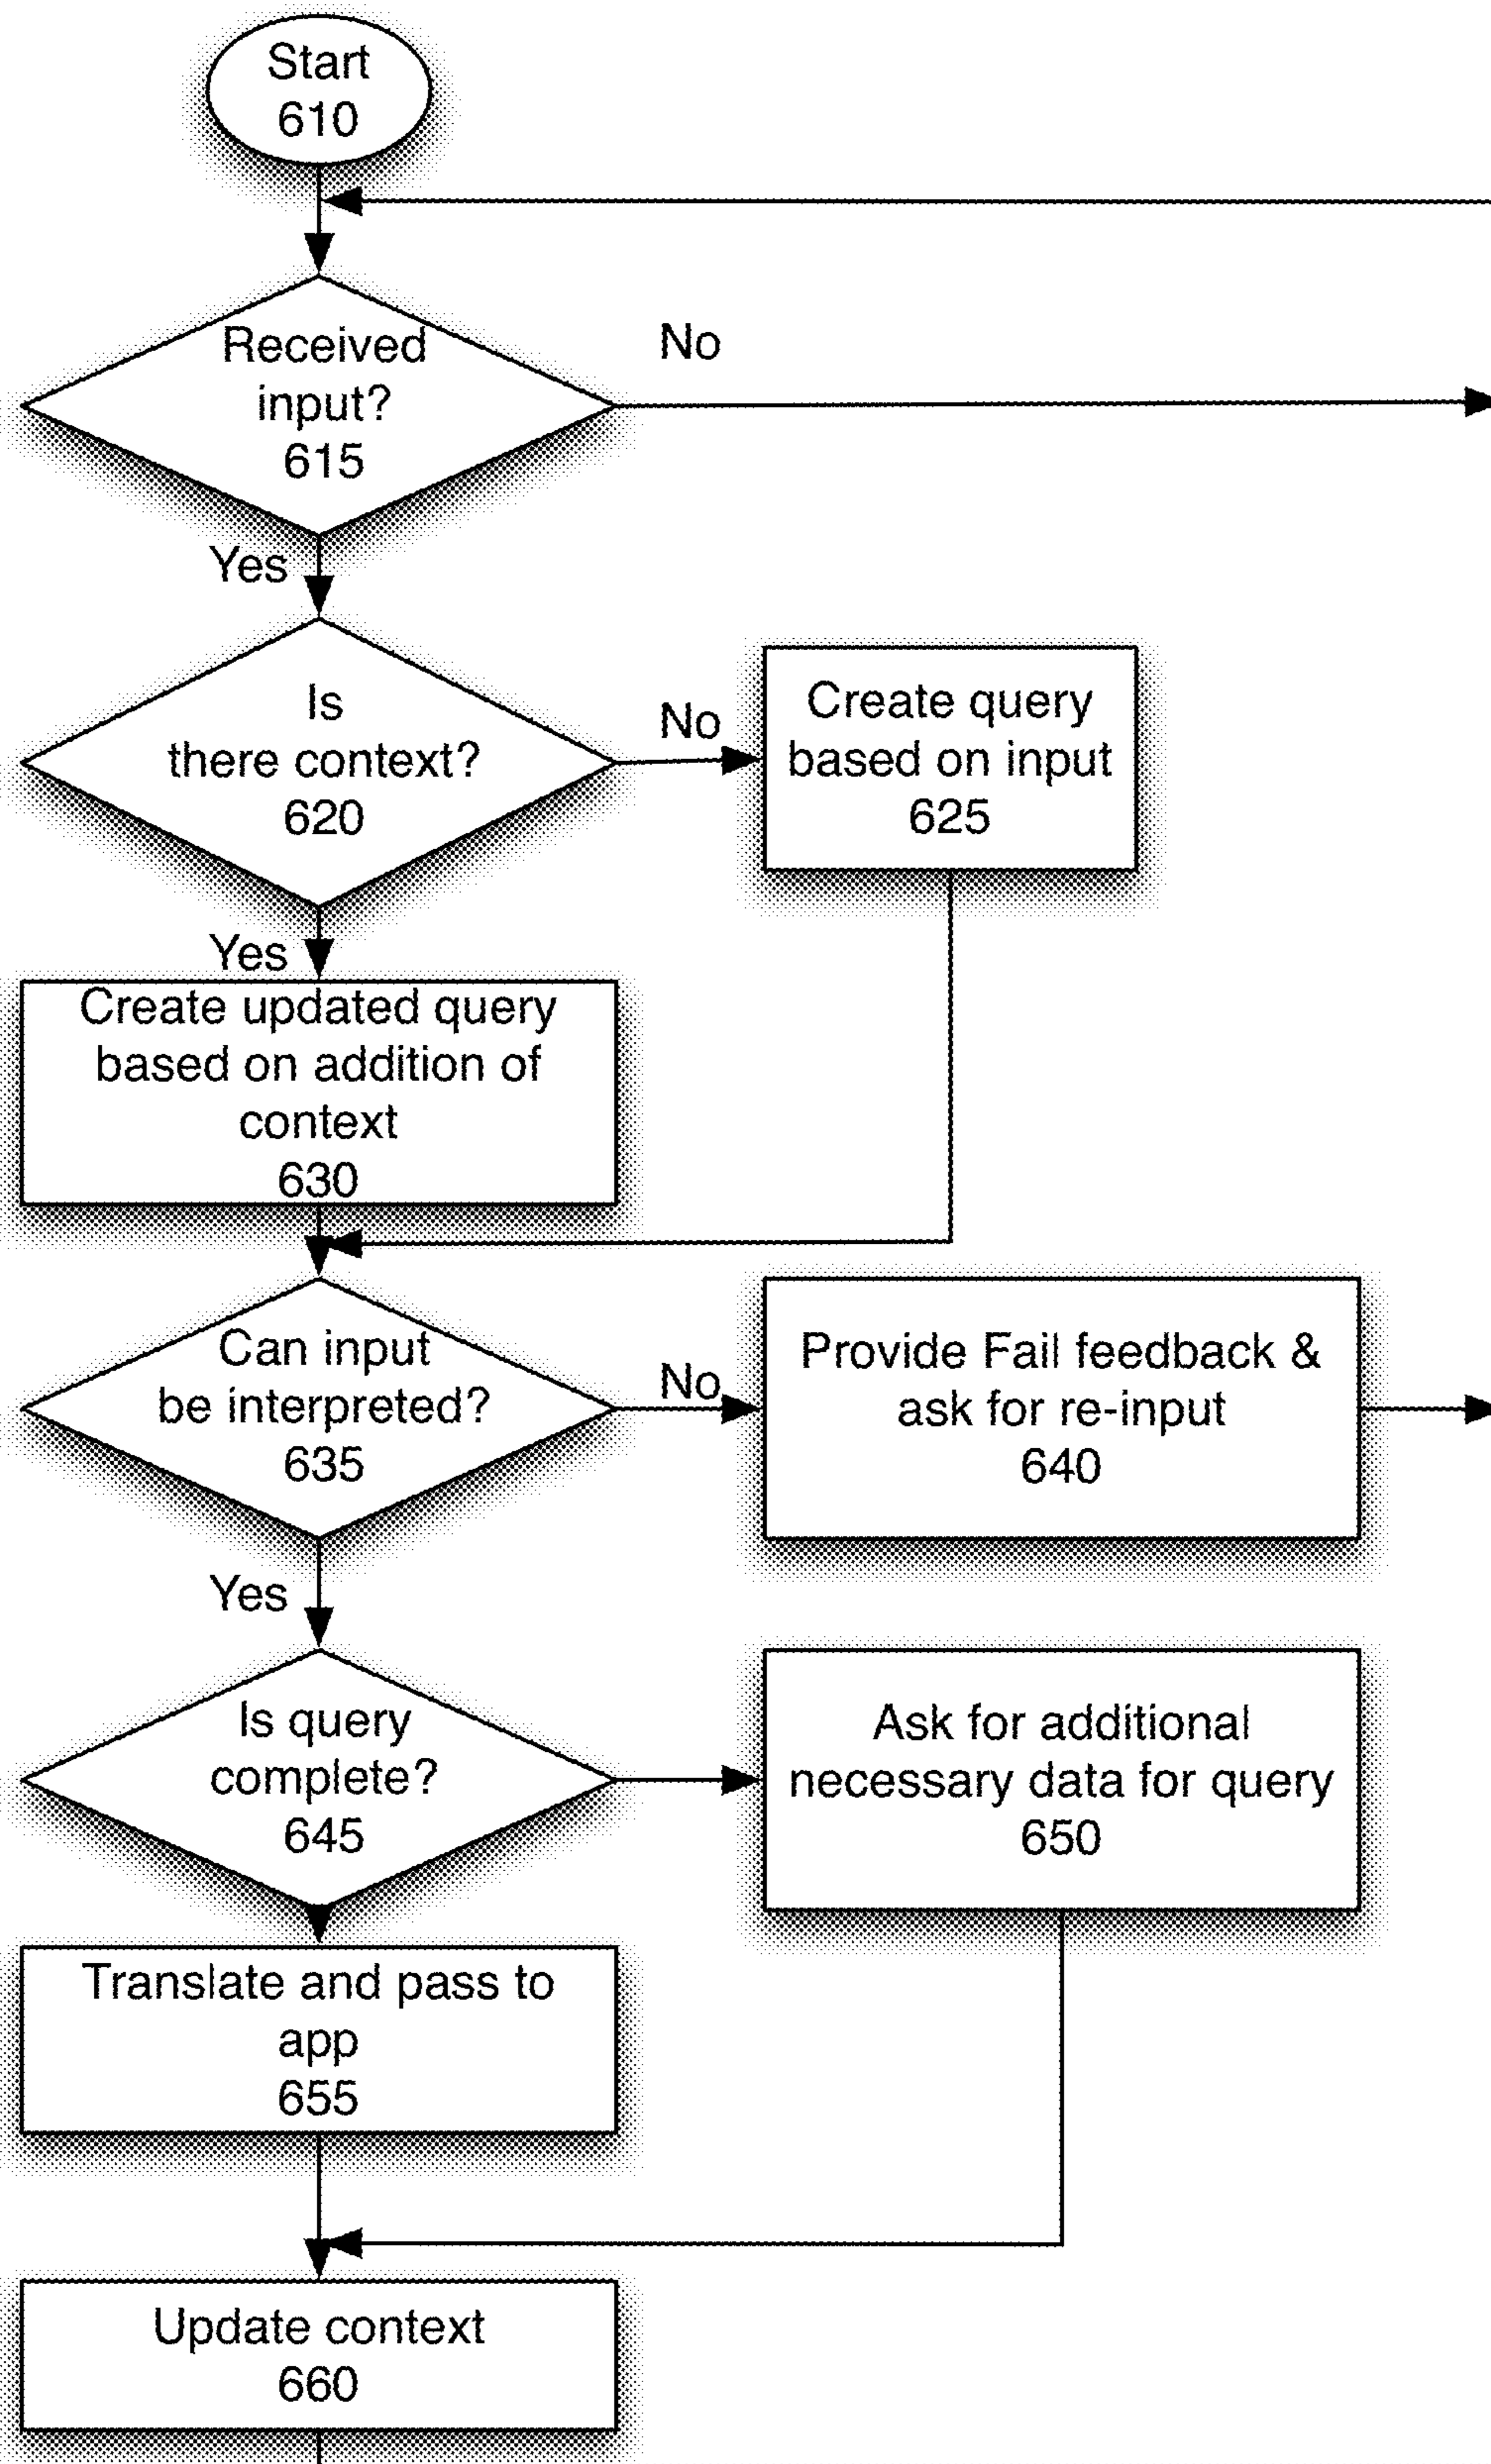 Start
610
Received
input?
615
No
Yes
Is
there context?
620
No
Create query
based on input
625
Yes
Create updated query
based on addition of
context
630
Can input
be interpreted?
635
No
Provide Fail feedback &
ask for re-input
640
Yes
Is query
complete?
645
Ask for additional
necessary data for query
650
Translate and pass to
app
655
Update context
660